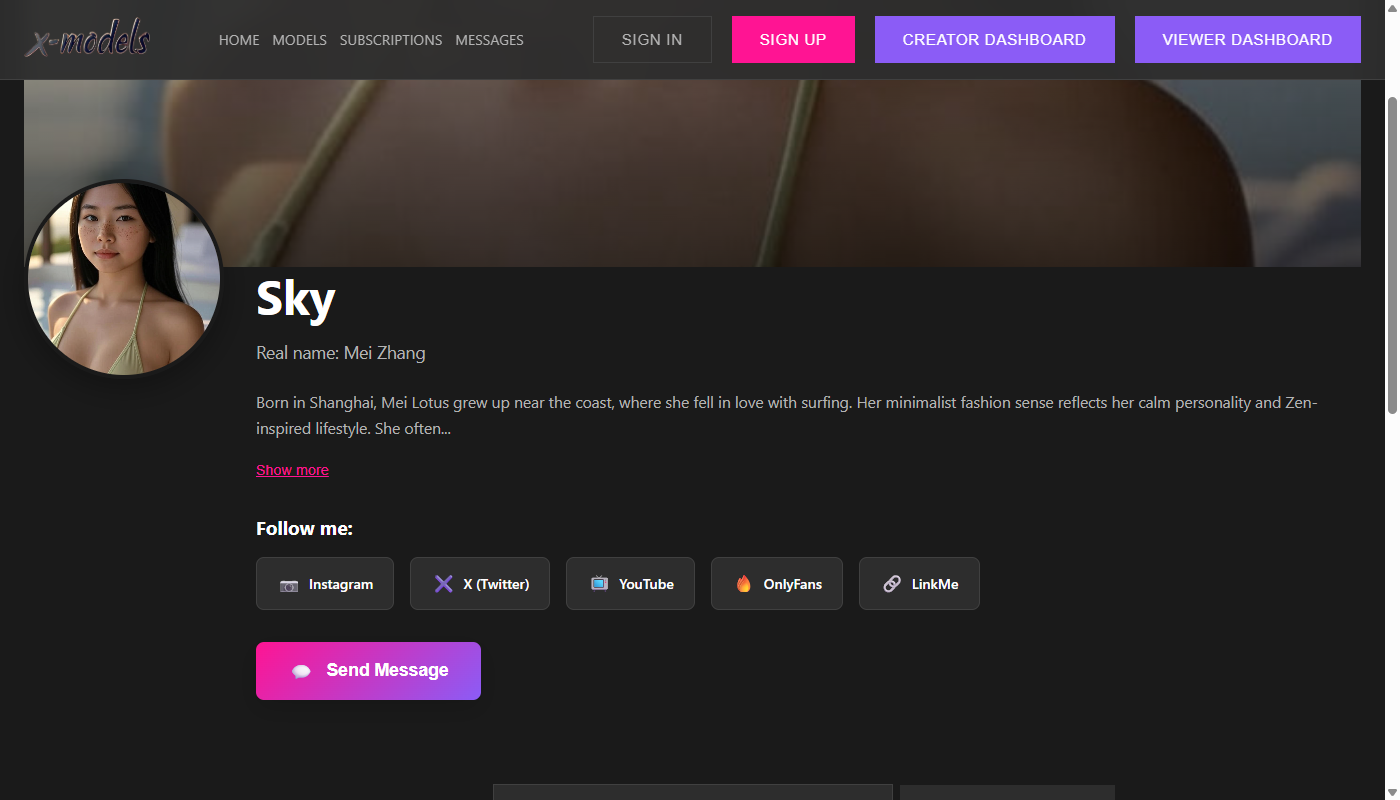 x-models
HOME MODELS SUBSCRIPTIONS MESSAGES SIGN IN SIGN UP CREATOR DASHBOARD VIEWER DASHBOARD
Sky
Real name: Mei Zhang
Born in Shanghai, Mei Lotus grew up near the coast, where she fell in love with surfing. Her minimalist fashion sense reflects her calm personality and Zen-
inspired lifestyle. She often...
Show more
Follow me:
Instagram X (Twitter) YouTube OnlyFans LinkMe
Send Message